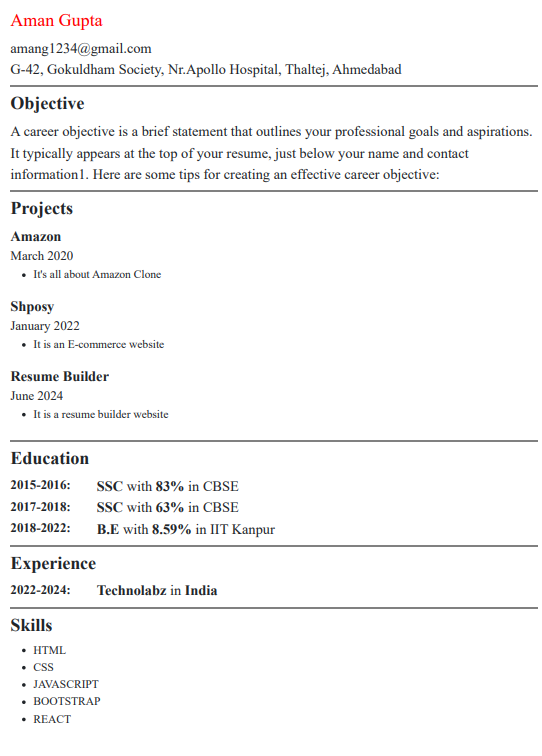 Aman Gupta
amang1234@gmail.com
G-42, Gokuldham Society, Nr.Apollo Hospital, Thaltej, Ahmedabad
Objective
A career objective is a brief statement that outlines your professional goals and aspirations.
It typically appears at the top of your resume, just below your name and contact
information1. Here are some tips for creating an effective career objective:
Projects
Amazon
March 2020
• It's all about Amazon Clone
Shposy
January 2022
• It is an E-commerce website
Resume Builder
June 2024
• It is a resume builder website
Education
2015-2016: SSC with 83% in CBSE
2017-2018: SSC with 63% in CBSE
2018-2022: B.E with 8.59% in IIT Kanpur
Experience
2022-2024: Technolabz in India
Skills
• HTML
• CSS
• JAVASCRIPT
• BOOTSTRAP
• REACT